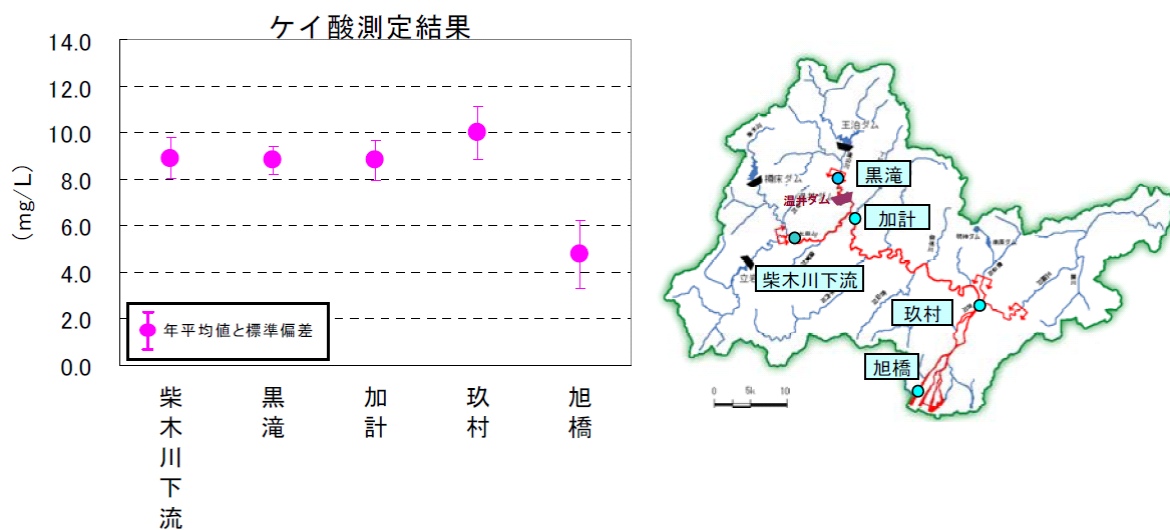 ケイ酸測定結果
14.0
12.0
10.0
8.0
6.0
4.0
2.0
0.0
(mg/L)
年平均値と標準偏差
柴木川下流
黒滝
加計
玖村
旭橋
王泊ダム
樽床ダム
温井ダム
黒滝
加計
柴木川下流
玖村
旭橋
0 5k 10